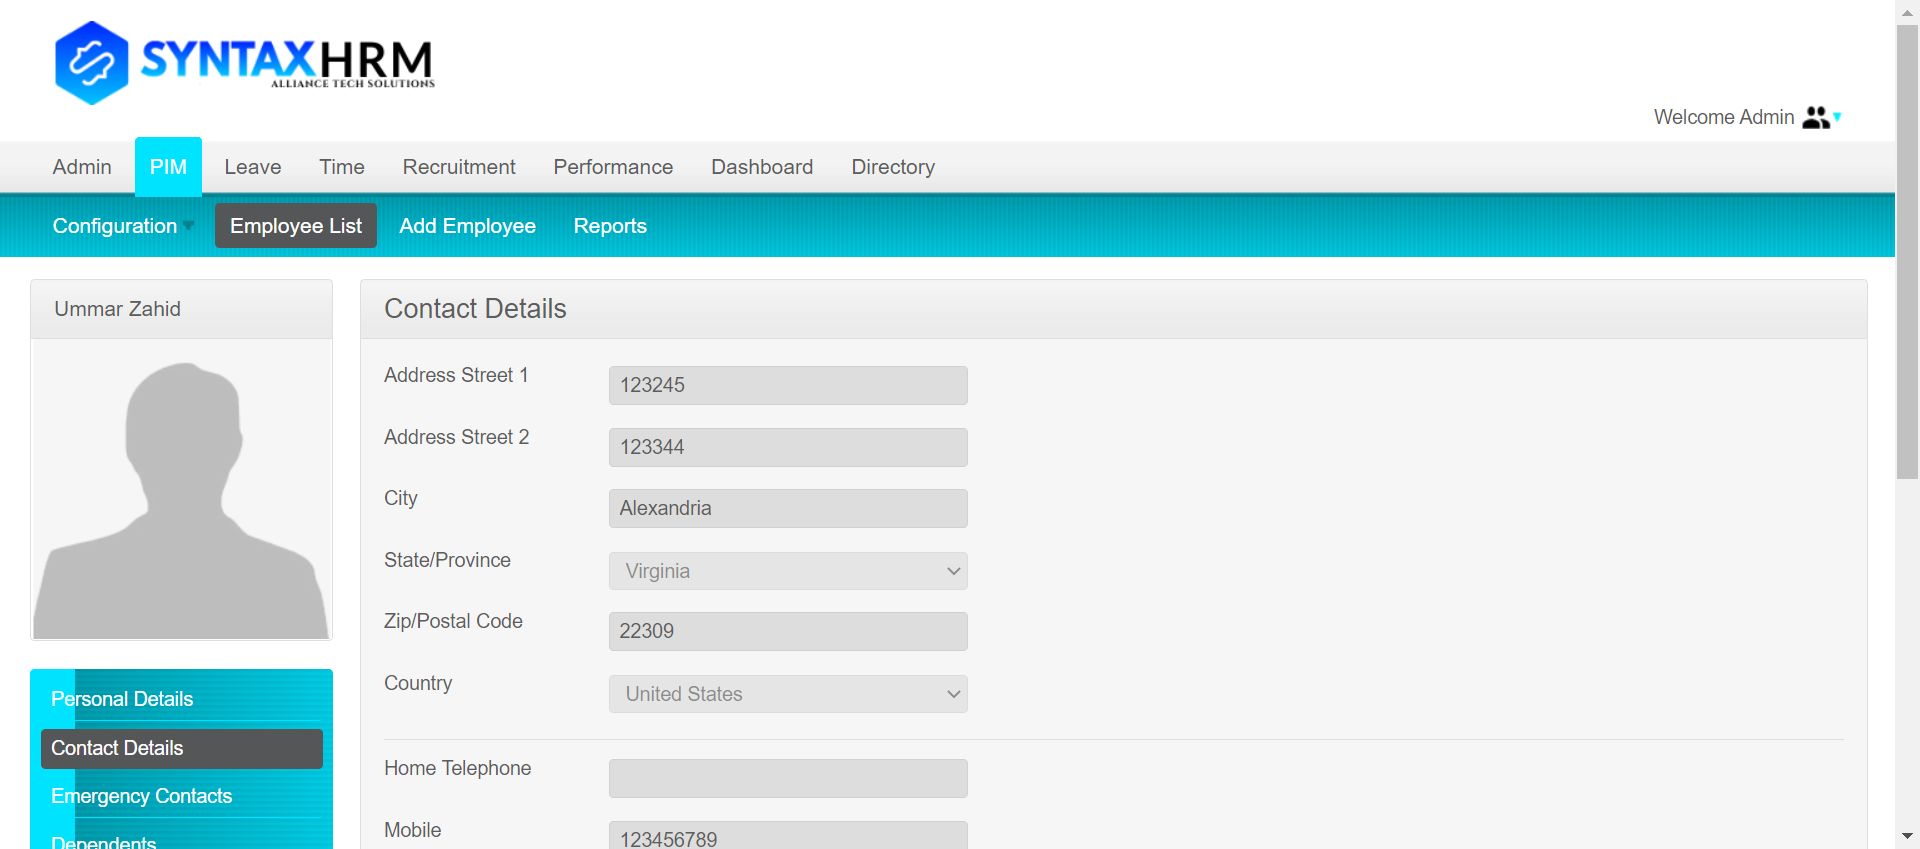 SYNTAXHRM
ALLIANCE TECH SOLUTIONS
Welcome Admin
Admin PIM Leave Time Recruitment Performance Dashboard Directory
Configuration Employee List Add Employee Reports
Ummar Zahid
Contact Details
Address Street 1 123245
Address Street 2 123344
City Alexandria
State/Province Virginia
Zip/Postal Code 22309
Country United States
Home Telephone
Mobile 123456789
Personal Details
Contact Details
Emergency Contacts
Dependents